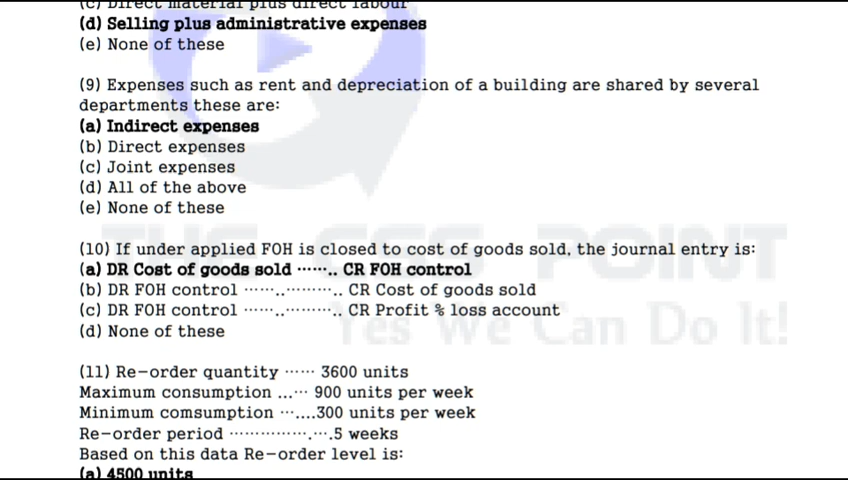 (c) Direct material plus direct labour
(d) Selling plus administrative expenses
(e) None of these
(9) Expenses such as rent and depreciation of a building are shared by several
departments these are:
(a) Indirect expenses
(b) Direct expenses
(c) Joint expenses
(d) All of the above
(e) None of these
(10) If under applied FOH is closed to cost of goods sold, the journal entry is:
(a) DR Cost of goods sold ········.. CR FOH control
(b) DR FOH control ······..·········.. CR Cost of goods sold
(c) DR FOH control ······..·········.. CR Profit % loss account
(d) None of these
THE CSS POINT
Yes We Can Do It!
(11) Re-order quantity ······ 3600 units
Maximum consumption ...··· 900 units per week
Minimum comsumption ···....300 units per week
Re-order period ···············.···.5 weeks
Based on this data Re-order level is:
(a) 4500 units